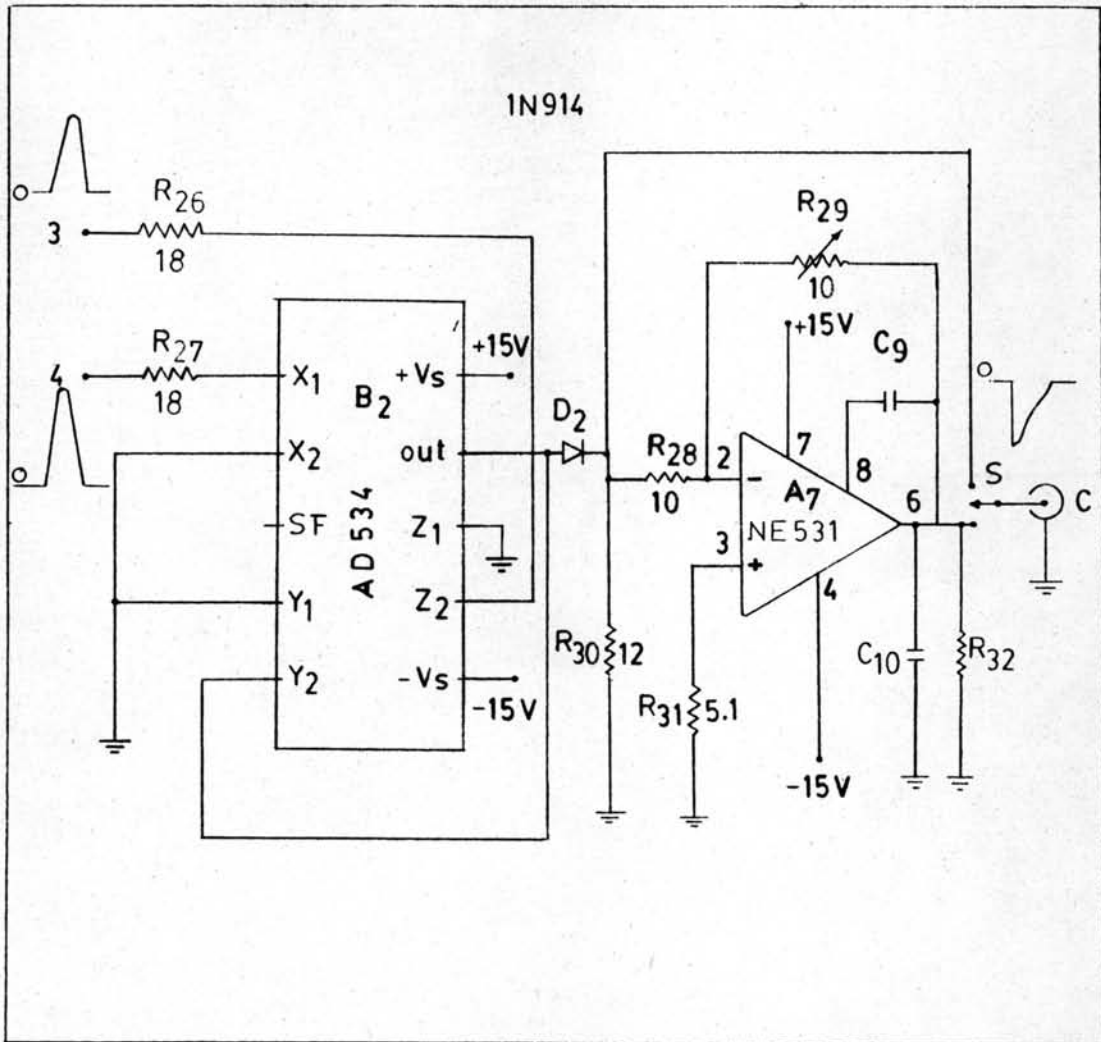 1N914
R26
3
18
R29
10
+15V
R27
4
18
X1
+Vs
+15V
B2
C9
D2
X2
out
R28
10
2
7
8
A7
NE531
6
S
C
SF
Z1
AD534
3
4
Y1
Z2
R30
12
C10
R32
Y2
-Vs
-15V
R31
5.1
-15V